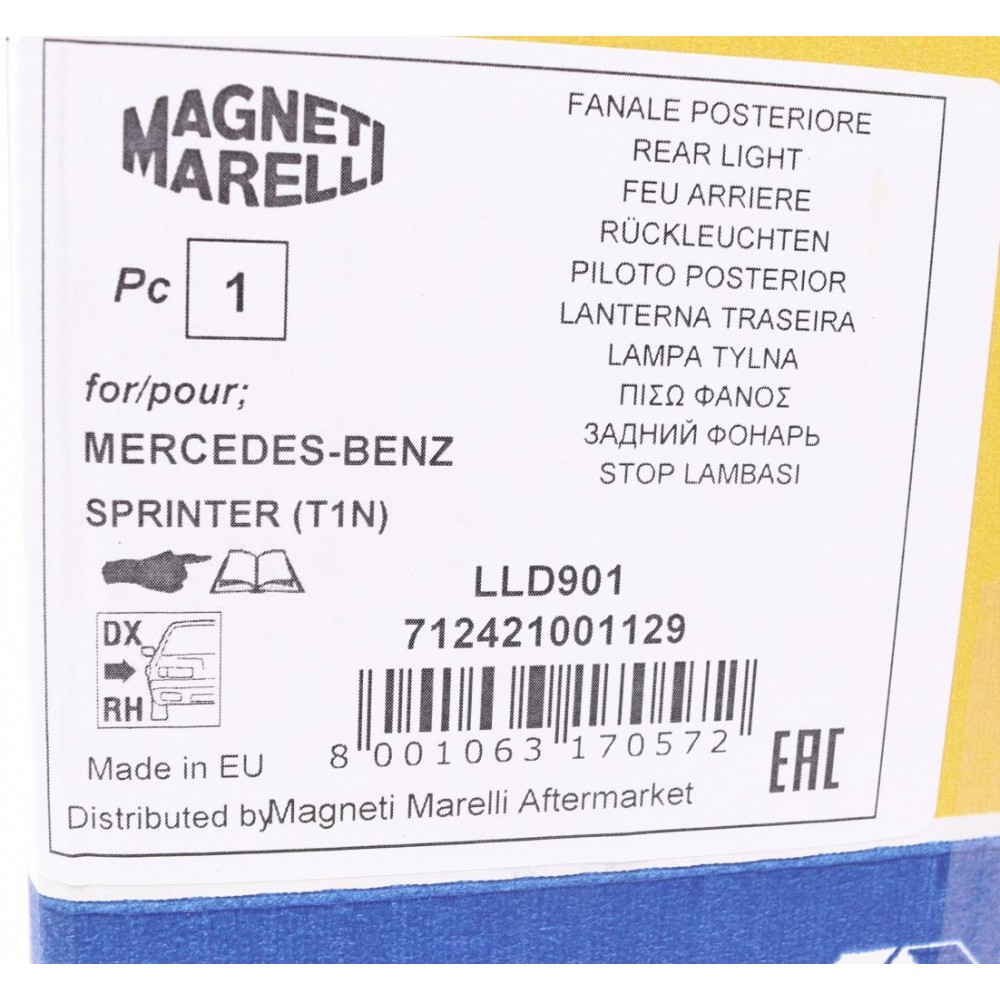 MAGNETI
MARELLI
Pc 1
for/pour;
MERCEDES-BENZ
SPRINTER (T1N)
DX
RH
Made in EU
Distributed by Magneti Marelli Aftermarket
FANALE POSTERIORE
REAR LIGHT
FEU ARRIERE
RÜCKLEUCHTEN
PILOTO POSTERIOR
LANTERNA TRASEIRA
LAMPA TYLNA
ΠΙΣΩ ΦΑΝΟΣ
ЗАДНИЙ ФОНАРЬ
STOP LAMBASI
LLD901
712421001129
8 001063 170572
EAC